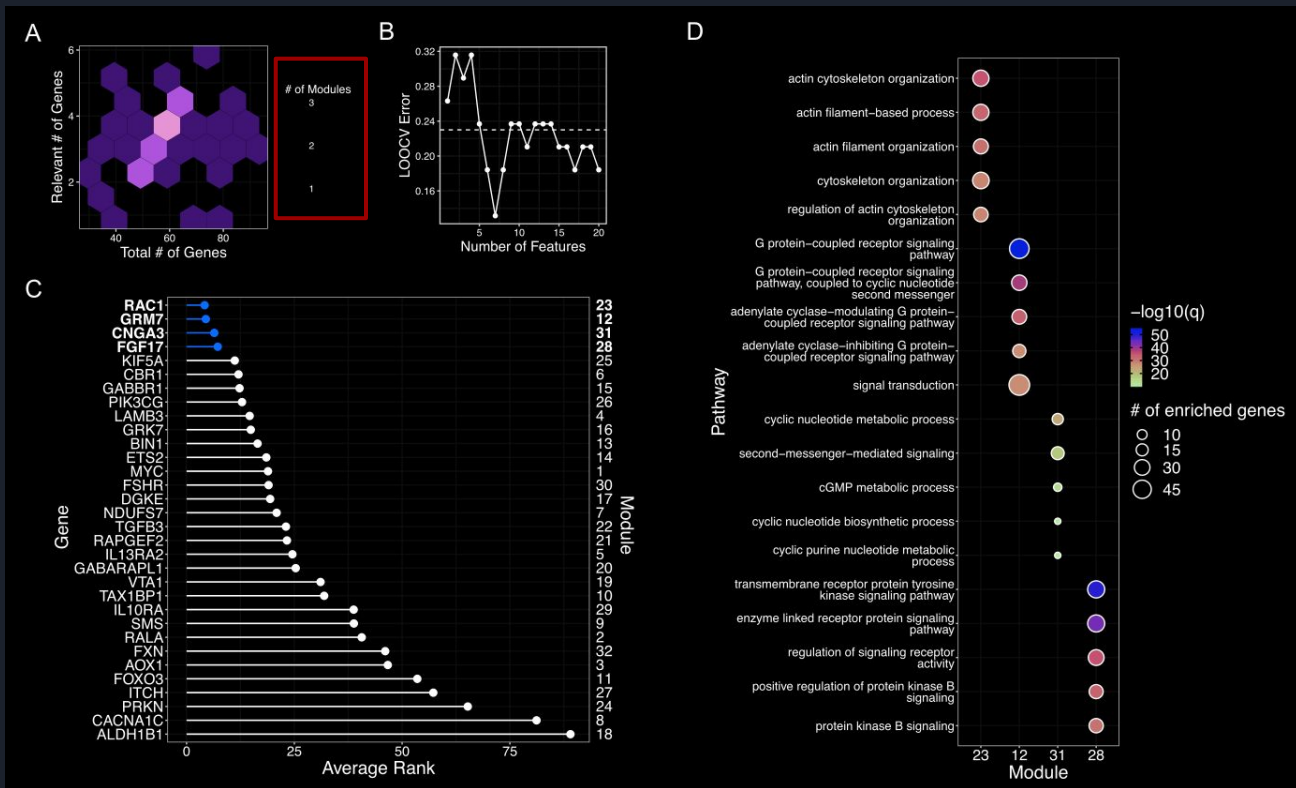 A
Relevant # of Genes
6
4
2
40
60
80
Total # of Genes
# of Modules
3
2
1
B
LOOCV Error
0.32
0.28
0.24
0.20
0.16
5
10
15
20
Number of Features
C
Gene
RAC1 23
GRM7 12
CNGA3 31
FGF17 28
KIF5A 25
CBR1 6
GABBR1 15
PIK3CG 26
LAMB3 4
GRK7 16
BIN1 13
ETS2 14
MYC 1
FSHR 30
DGKE 17
NDUFS7 7
TGFB3 22
RAPGEF2 21
IL13RA2 5
GABARAPL1 20
VTA1 19
TAX1BP1 10
IL10RA 29
SMS 9
RALA 2
FXN 32
AOX1 3
FOXO3 11
ITCH 27
PRKN 24
CACNA1C 8
ALDH1B1 18
Module
0
25
50
75
Average Rank
D
Pathway
actin cytoskeleton organization
actin filament−based process
actin filament organization
cytoskeleton organization
regulation of actin cytoskeleton
organization
G protein−coupled receptor signaling
pathway
G protein−coupled receptor signaling
pathway, coupled to cyclic nucleotide
second messenger
adenylate cyclase−modulating G protein−
coupled receptor signaling pathway
adenylate cyclase−inhibiting G protein−
coupled receptor signaling pathway
signal transduction
cyclic nucleotide metabolic process
second−messenger−mediated signaling
cGMP metabolic process
cyclic nucleotide biosynthetic process
cyclic purine nucleotide metabolic
process
transmembrane receptor protein tyrosine
kinase signaling pathway
enzyme linked receptor protein signaling
pathway
regulation of signaling receptor
activity
positive regulation of protein kinase B
signaling
protein kinase B signaling
23
12
31
28
Module
−log10(q)
50
40
30
20
# of enriched genes
10
15
30
45